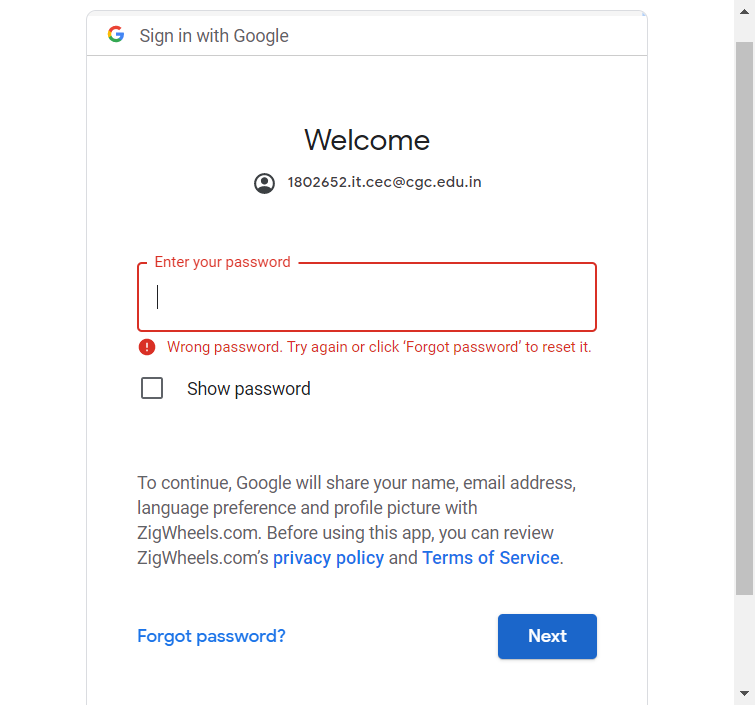 Sign in with Google
Welcome
1802652.it.cec@cgc.edu.in
Enter your password
Wrong password. Try again or click ‘Forgot password’ to reset it.
Show password
To continue, Google will share your name, email address,
language preference and profile picture with
ZigWheels.com. Before using this app, you can review
ZigWheels.com’s privacy policy and Terms of Service.
Forgot password?
Next